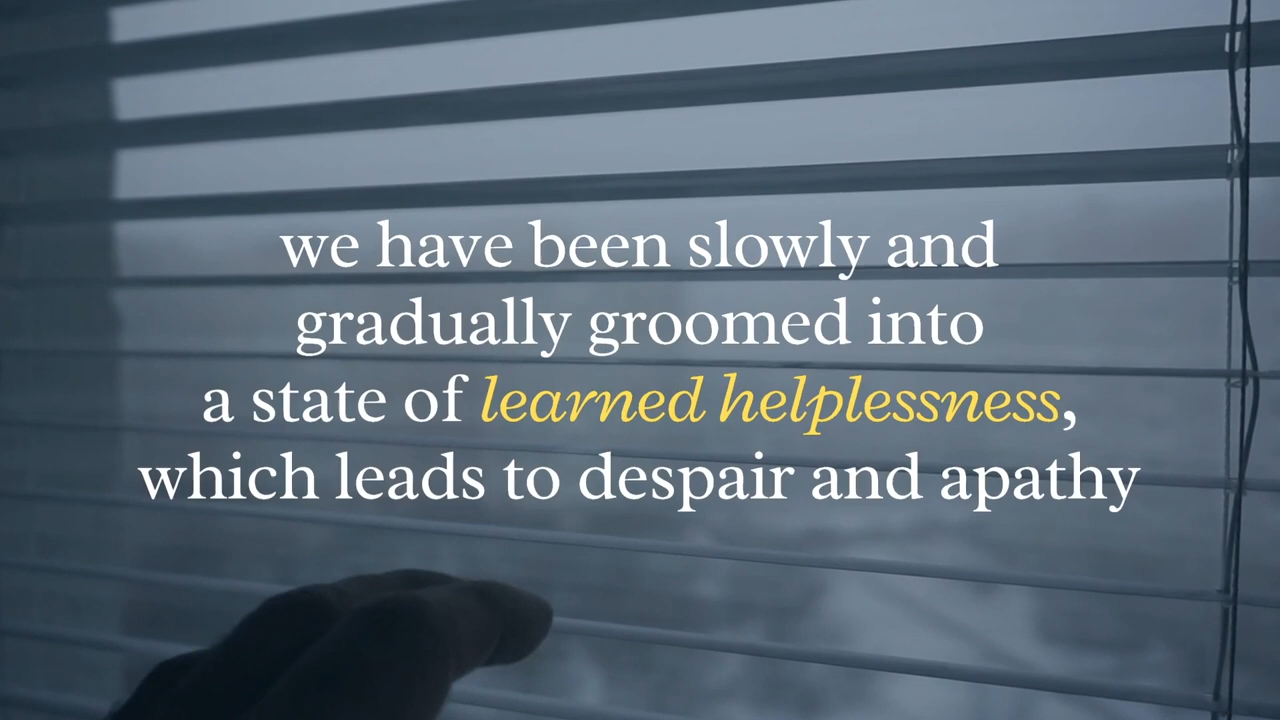 we have been slowly and
gradually groomed into
a state of learned helplessness,
which leads to despair and apathy